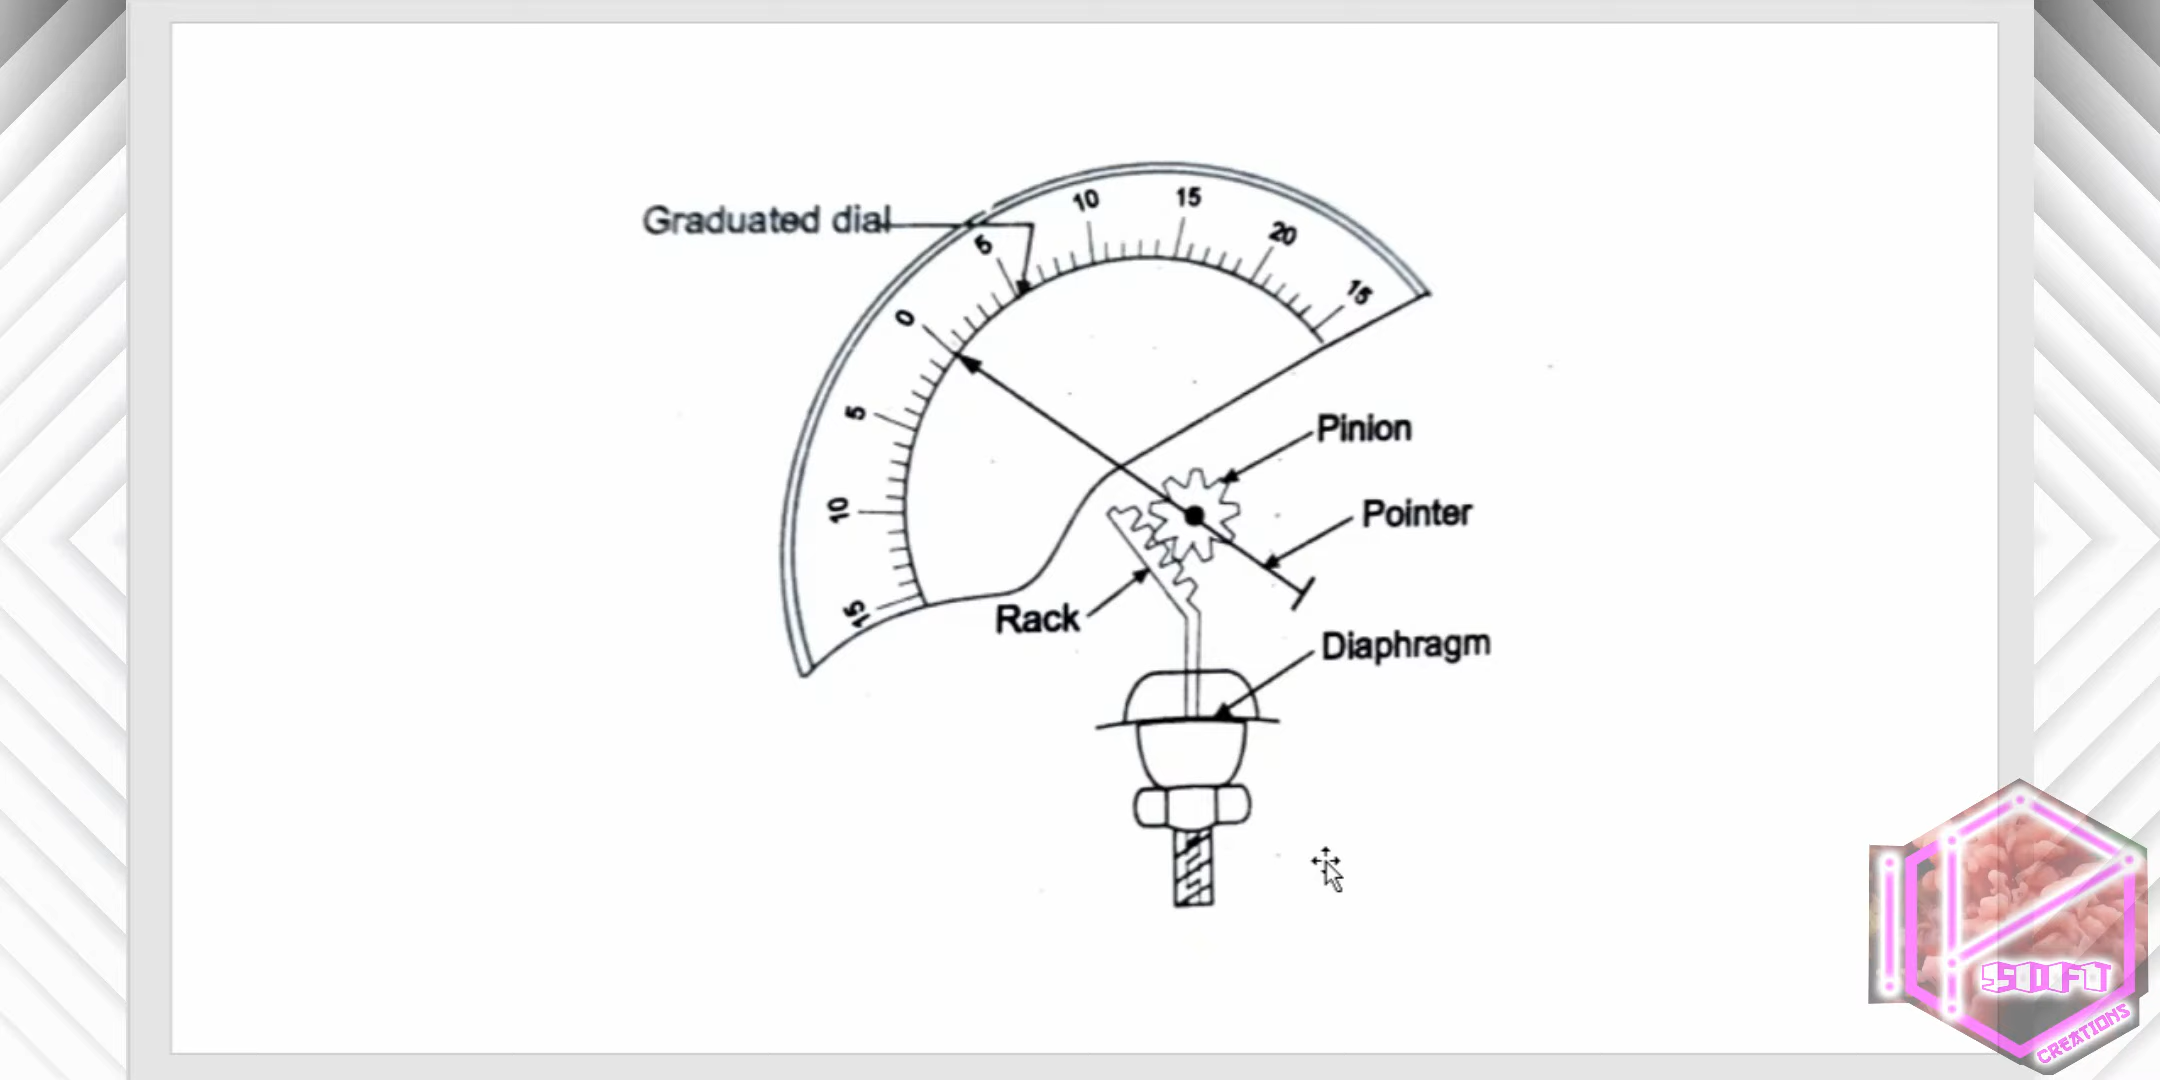 Graduated dial
15
10
5
0
5
10
15
20
15
Pinion
Pointer
Rack
Diaphragm
SOFT
CREATIONS